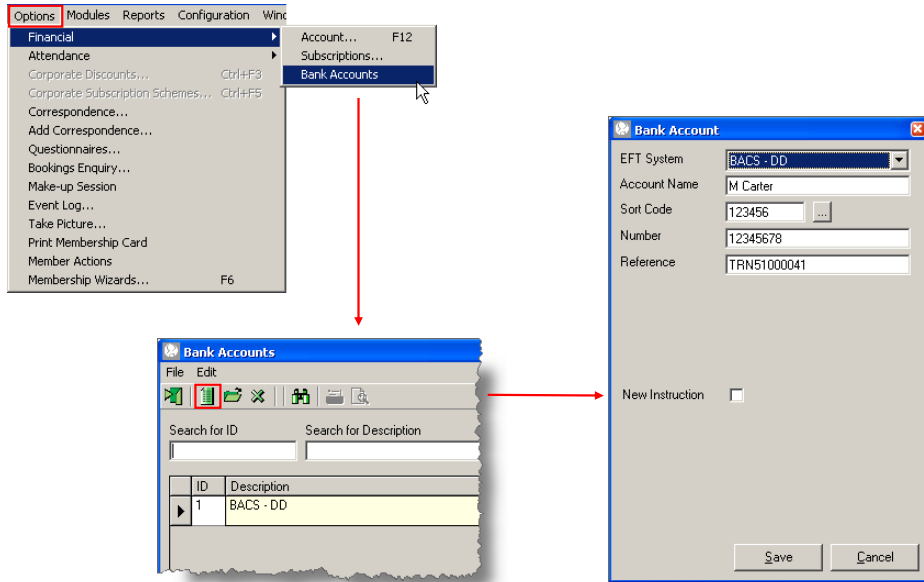 Options Modules Reports Configuration
Financial
Account... F12
Attendance
Subscriptions...
Corporate Discounts... Ctrl+F3
Bank Accounts
Corporate Subscription Schemes... Ctrl+F5
Correspondence...
Add Correspondence...
Questionnaires...
Bookings Enquiry...
Make-up Session
Event Log...
Take Picture...
Print Membership Card
Member Actions
Membership Wizards... F6
Bank Accounts
File Edit
Search for ID Search for Description
ID Description
1 BACS - DD
Bank Account
EFT System BACS - DD
Account Name M Carter
Sort Code 123456 ...
Number 12345678
Reference TRN51000041
New Instruction
Save Cancel